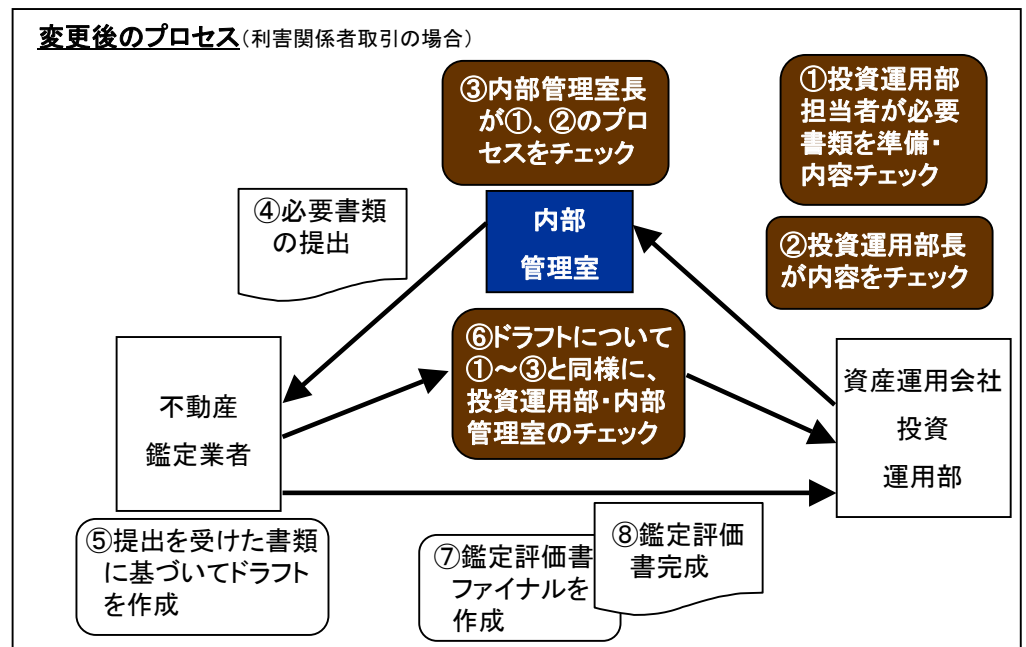 変更後のプロセス(利害関係者取引の場合)
①投資運用部
担当者が必要
書類を準備・
内容チェック
②投資運用部長
が内容をチェック
③内部管理室長
が①、②のプロ
セスをチェック
内部
管理室
④必要書類
の提出
不動産
鑑定業者
⑤提出を受けた書類
に基づいてドラフト
を作成
⑥ドラフトについて
①~③と同様に、
投資運用部・内部
管理室のチェック
資産運用会社
投資
運用部
⑦鑑定評価書
ファイナルを
作成
⑧鑑定評価
書完成